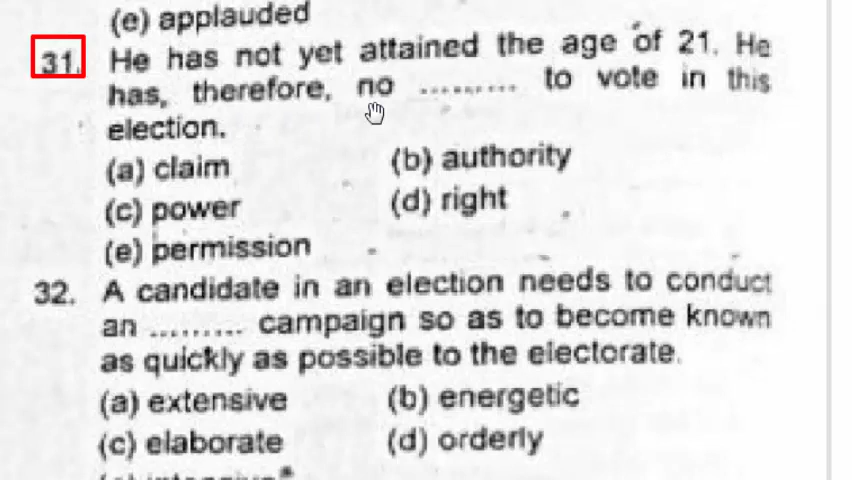 (e) applauded
31. He has not yet attained the age of 21. He
has, therefore, no ......... to vote in this
election.
(a) claim (b) authority
(c) power (d) right
(e) permission
32. A candidate in an election needs to conduct
an ......... campaign so as to become known
as quickly as possible to the electorate.
(a) extensive (b) energetic
(c) elaborate (d) orderly